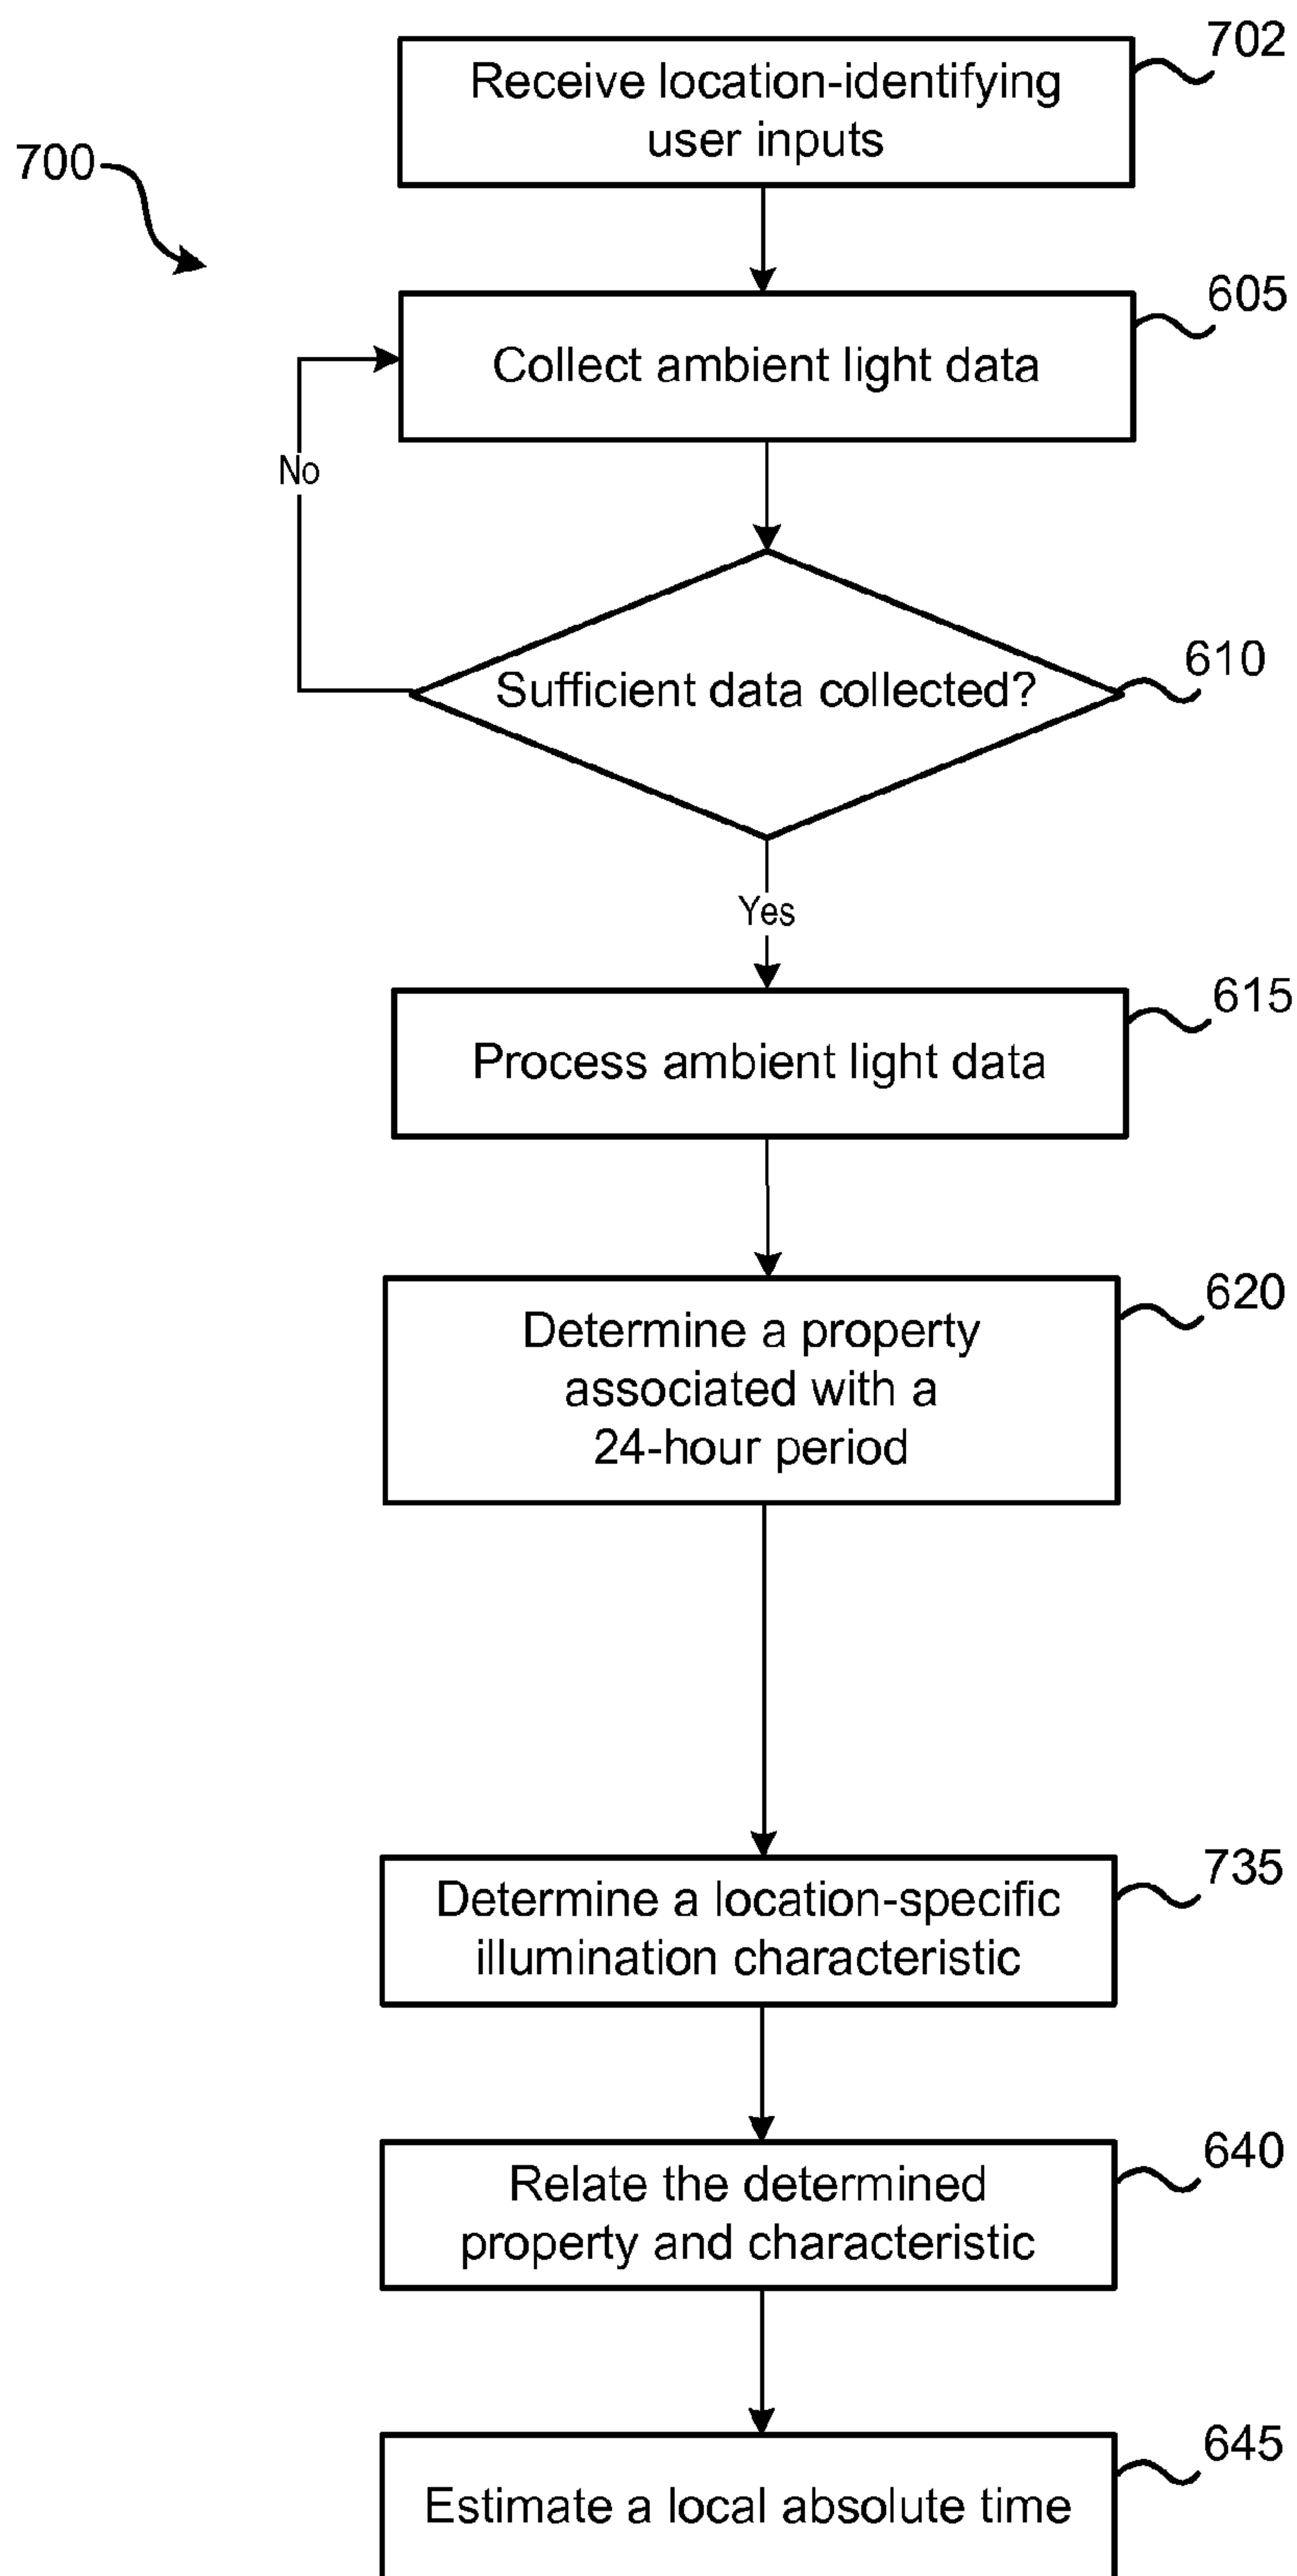 702
Receive location-identifying
user inputs
700
605
Collect ambient light data
No
610
Sufficient data collected?
Yes
615
Process ambient light data
620
Determine a property
associated with a
24-hour period
735
Determine a location-specific
illumination characteristic
640
Relate the determined
property and characteristic
645
Estimate a local absolute time